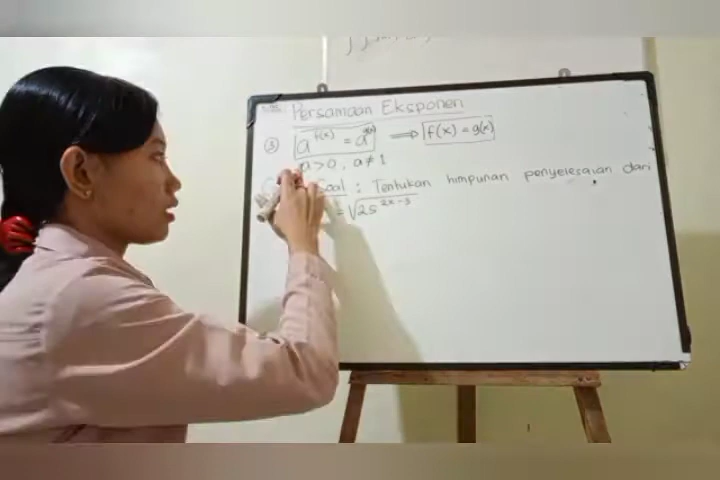 Persamaan Eksponen
③ a^f(x) = a^g(x) ⟹ f(x) = g(x)
a > 0, a ≠ 1
Soal : Tentukan himpunan penyelesaian dari
= √25^2x-3